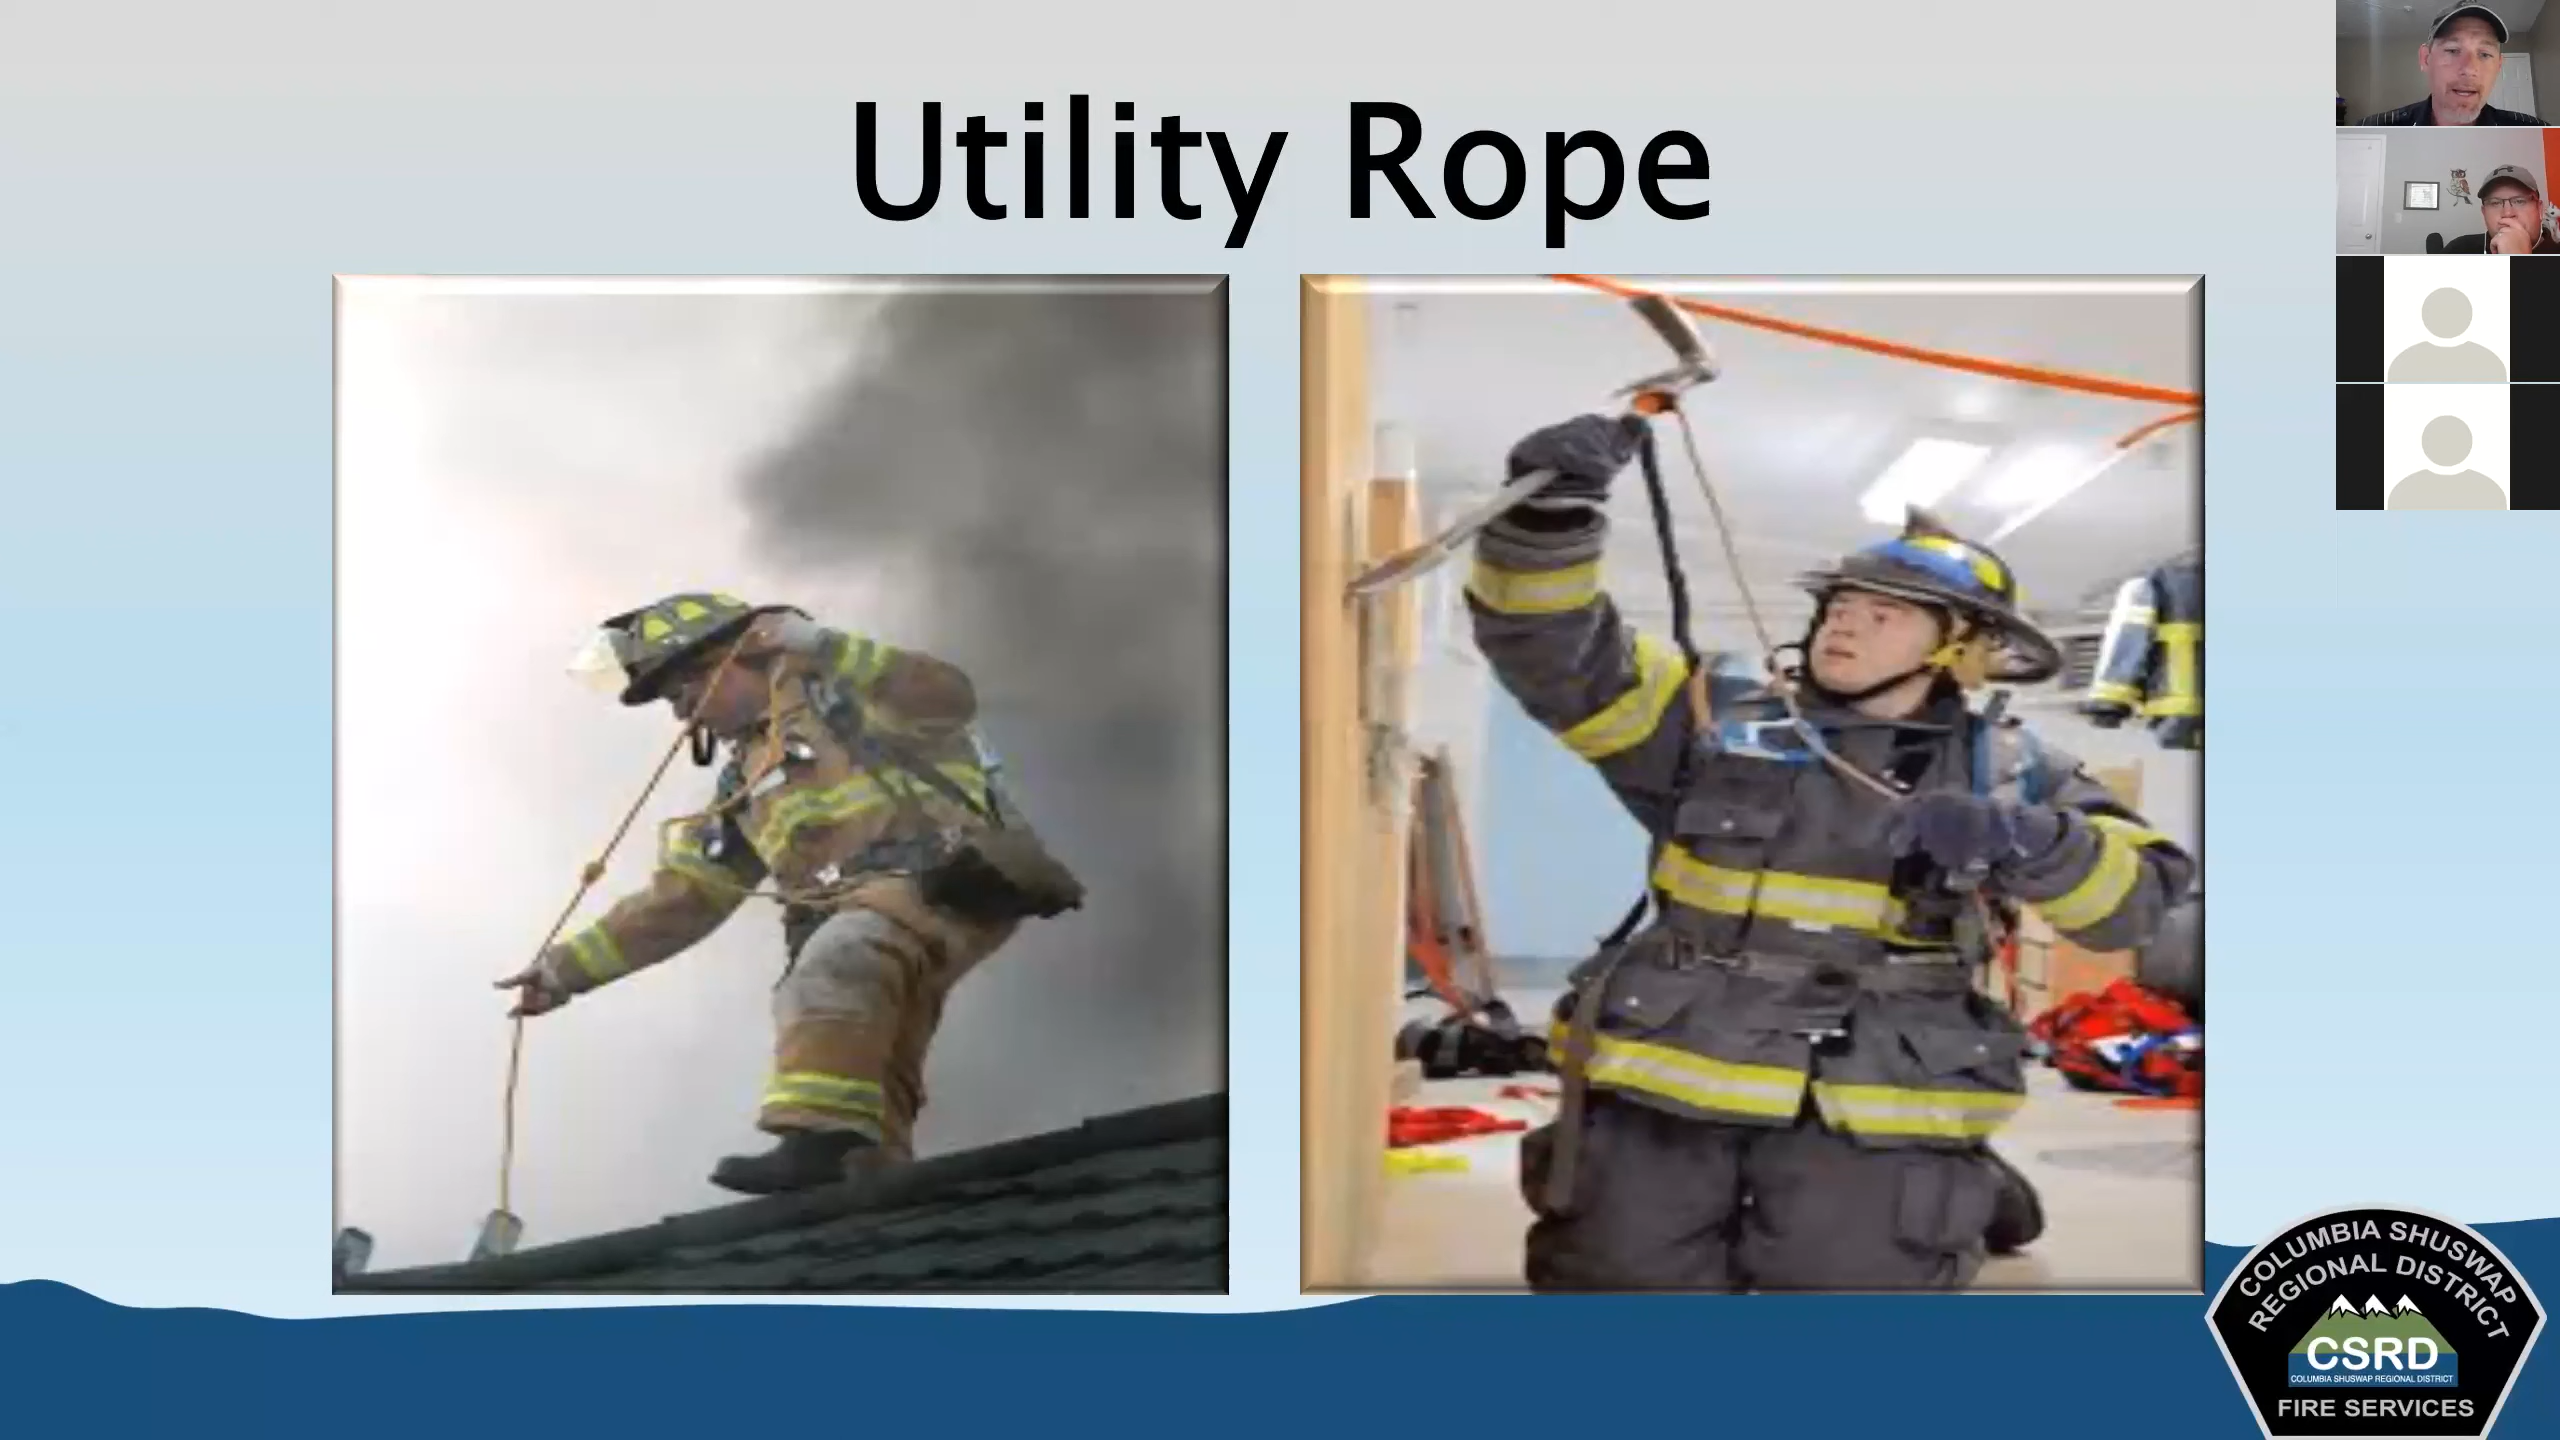 Utility Rope
COLUMBIA SHUSWAP
REGIONAL DISTRICT
CSRD
COLUMBIA SHUSWAP REGIONAL DISTRICT
FIRE SERVICES